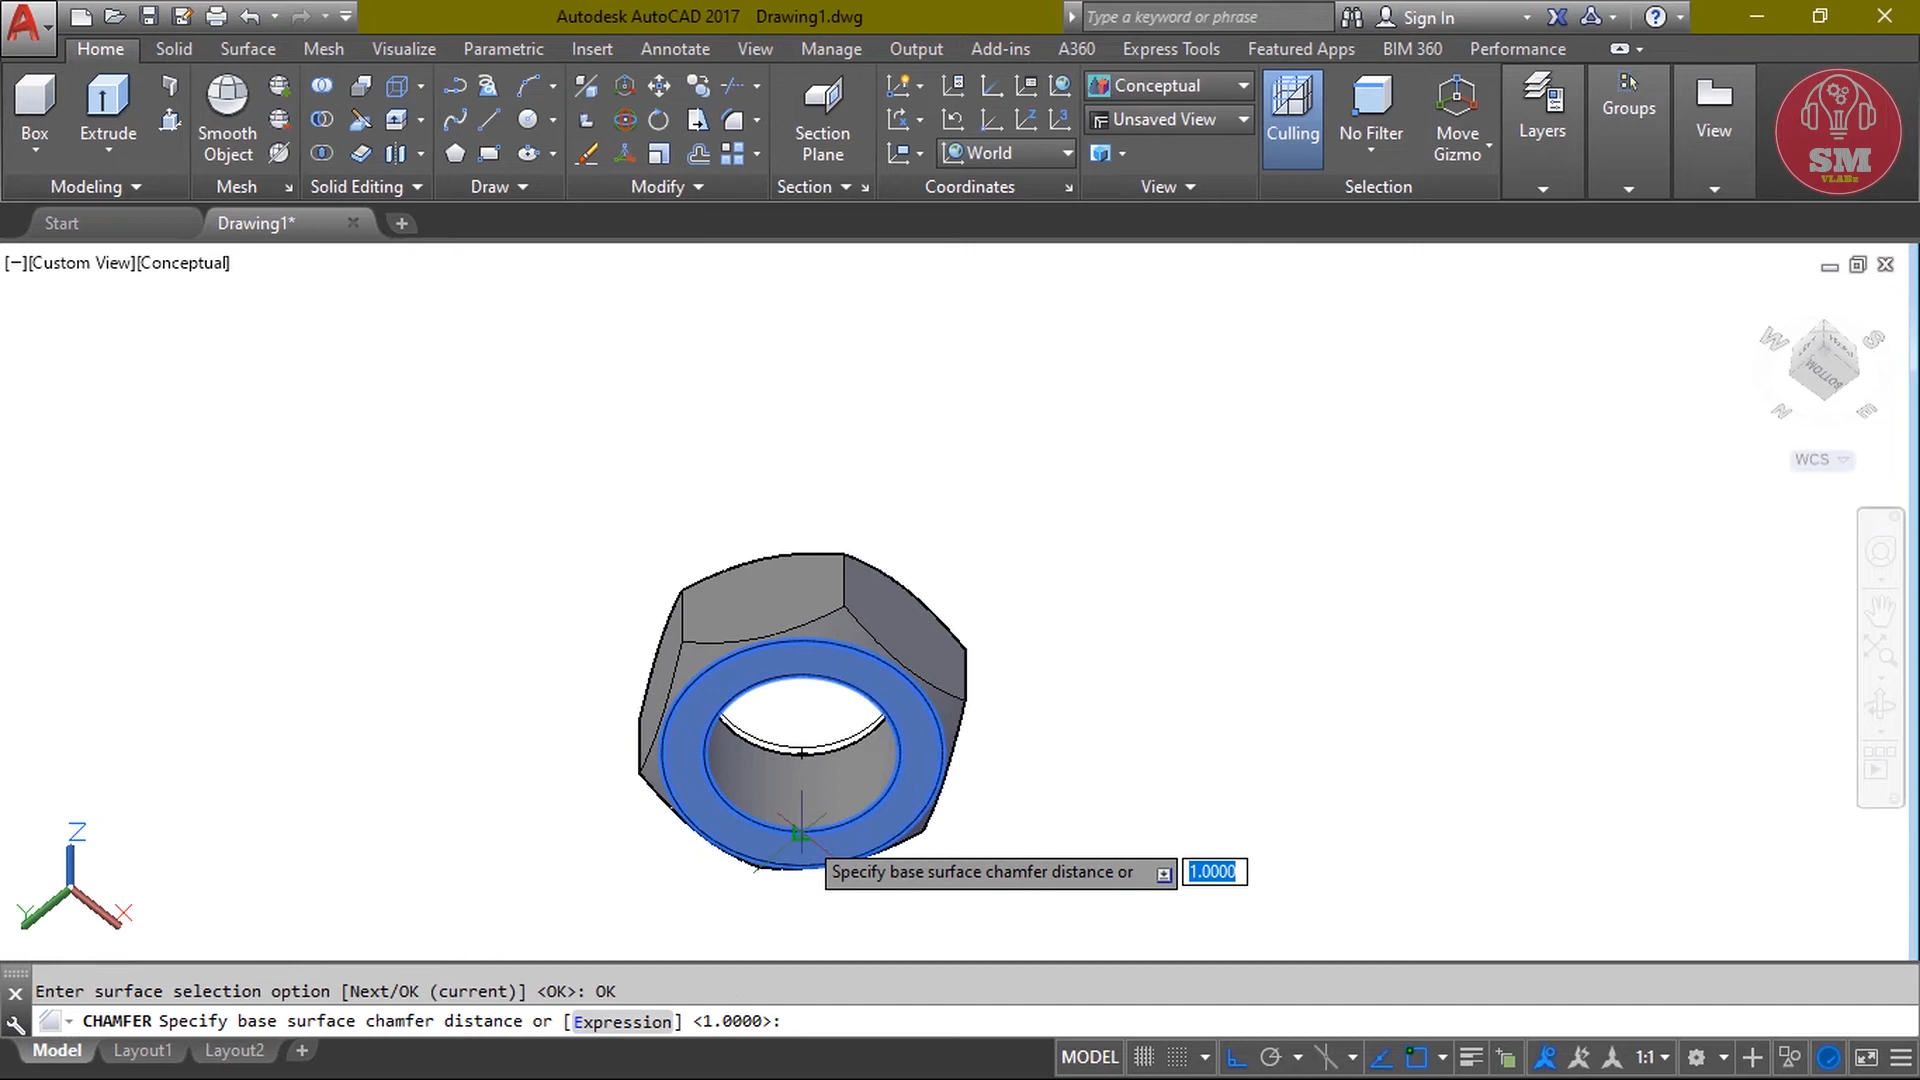 Autodesk AutoCAD 2017 Drawing1.dwg
Type a keyword or phrase
Sign In
Home Solid Surface Mesh Visualize Parametric Insert Annotate View Manage Output Add-ins A360 Express Tools Featured Apps BIM 360 Performance
Box
Extrude
Smooth Object
Section Plane
Conceptual
Unsaved View
World
Culling
No Filter
Move Gizmo
Layers
Groups
View
SM
VLABz
Modeling Mesh Solid Editing Draw Modify Section Coordinates View Selection
Start Drawing1*
[−][Custom View][Conceptual]
W S
BOTTOM
N E
WCS
Z
Y X
Specify base surface chamfer distance or 1.0000
Enter surface selection option [Next/OK (current)] <OK>: OK
CHAMFER Specify base surface chamfer distance or [Expression] <1.0000>:
Model Layout1 Layout2
MODEL 1:1